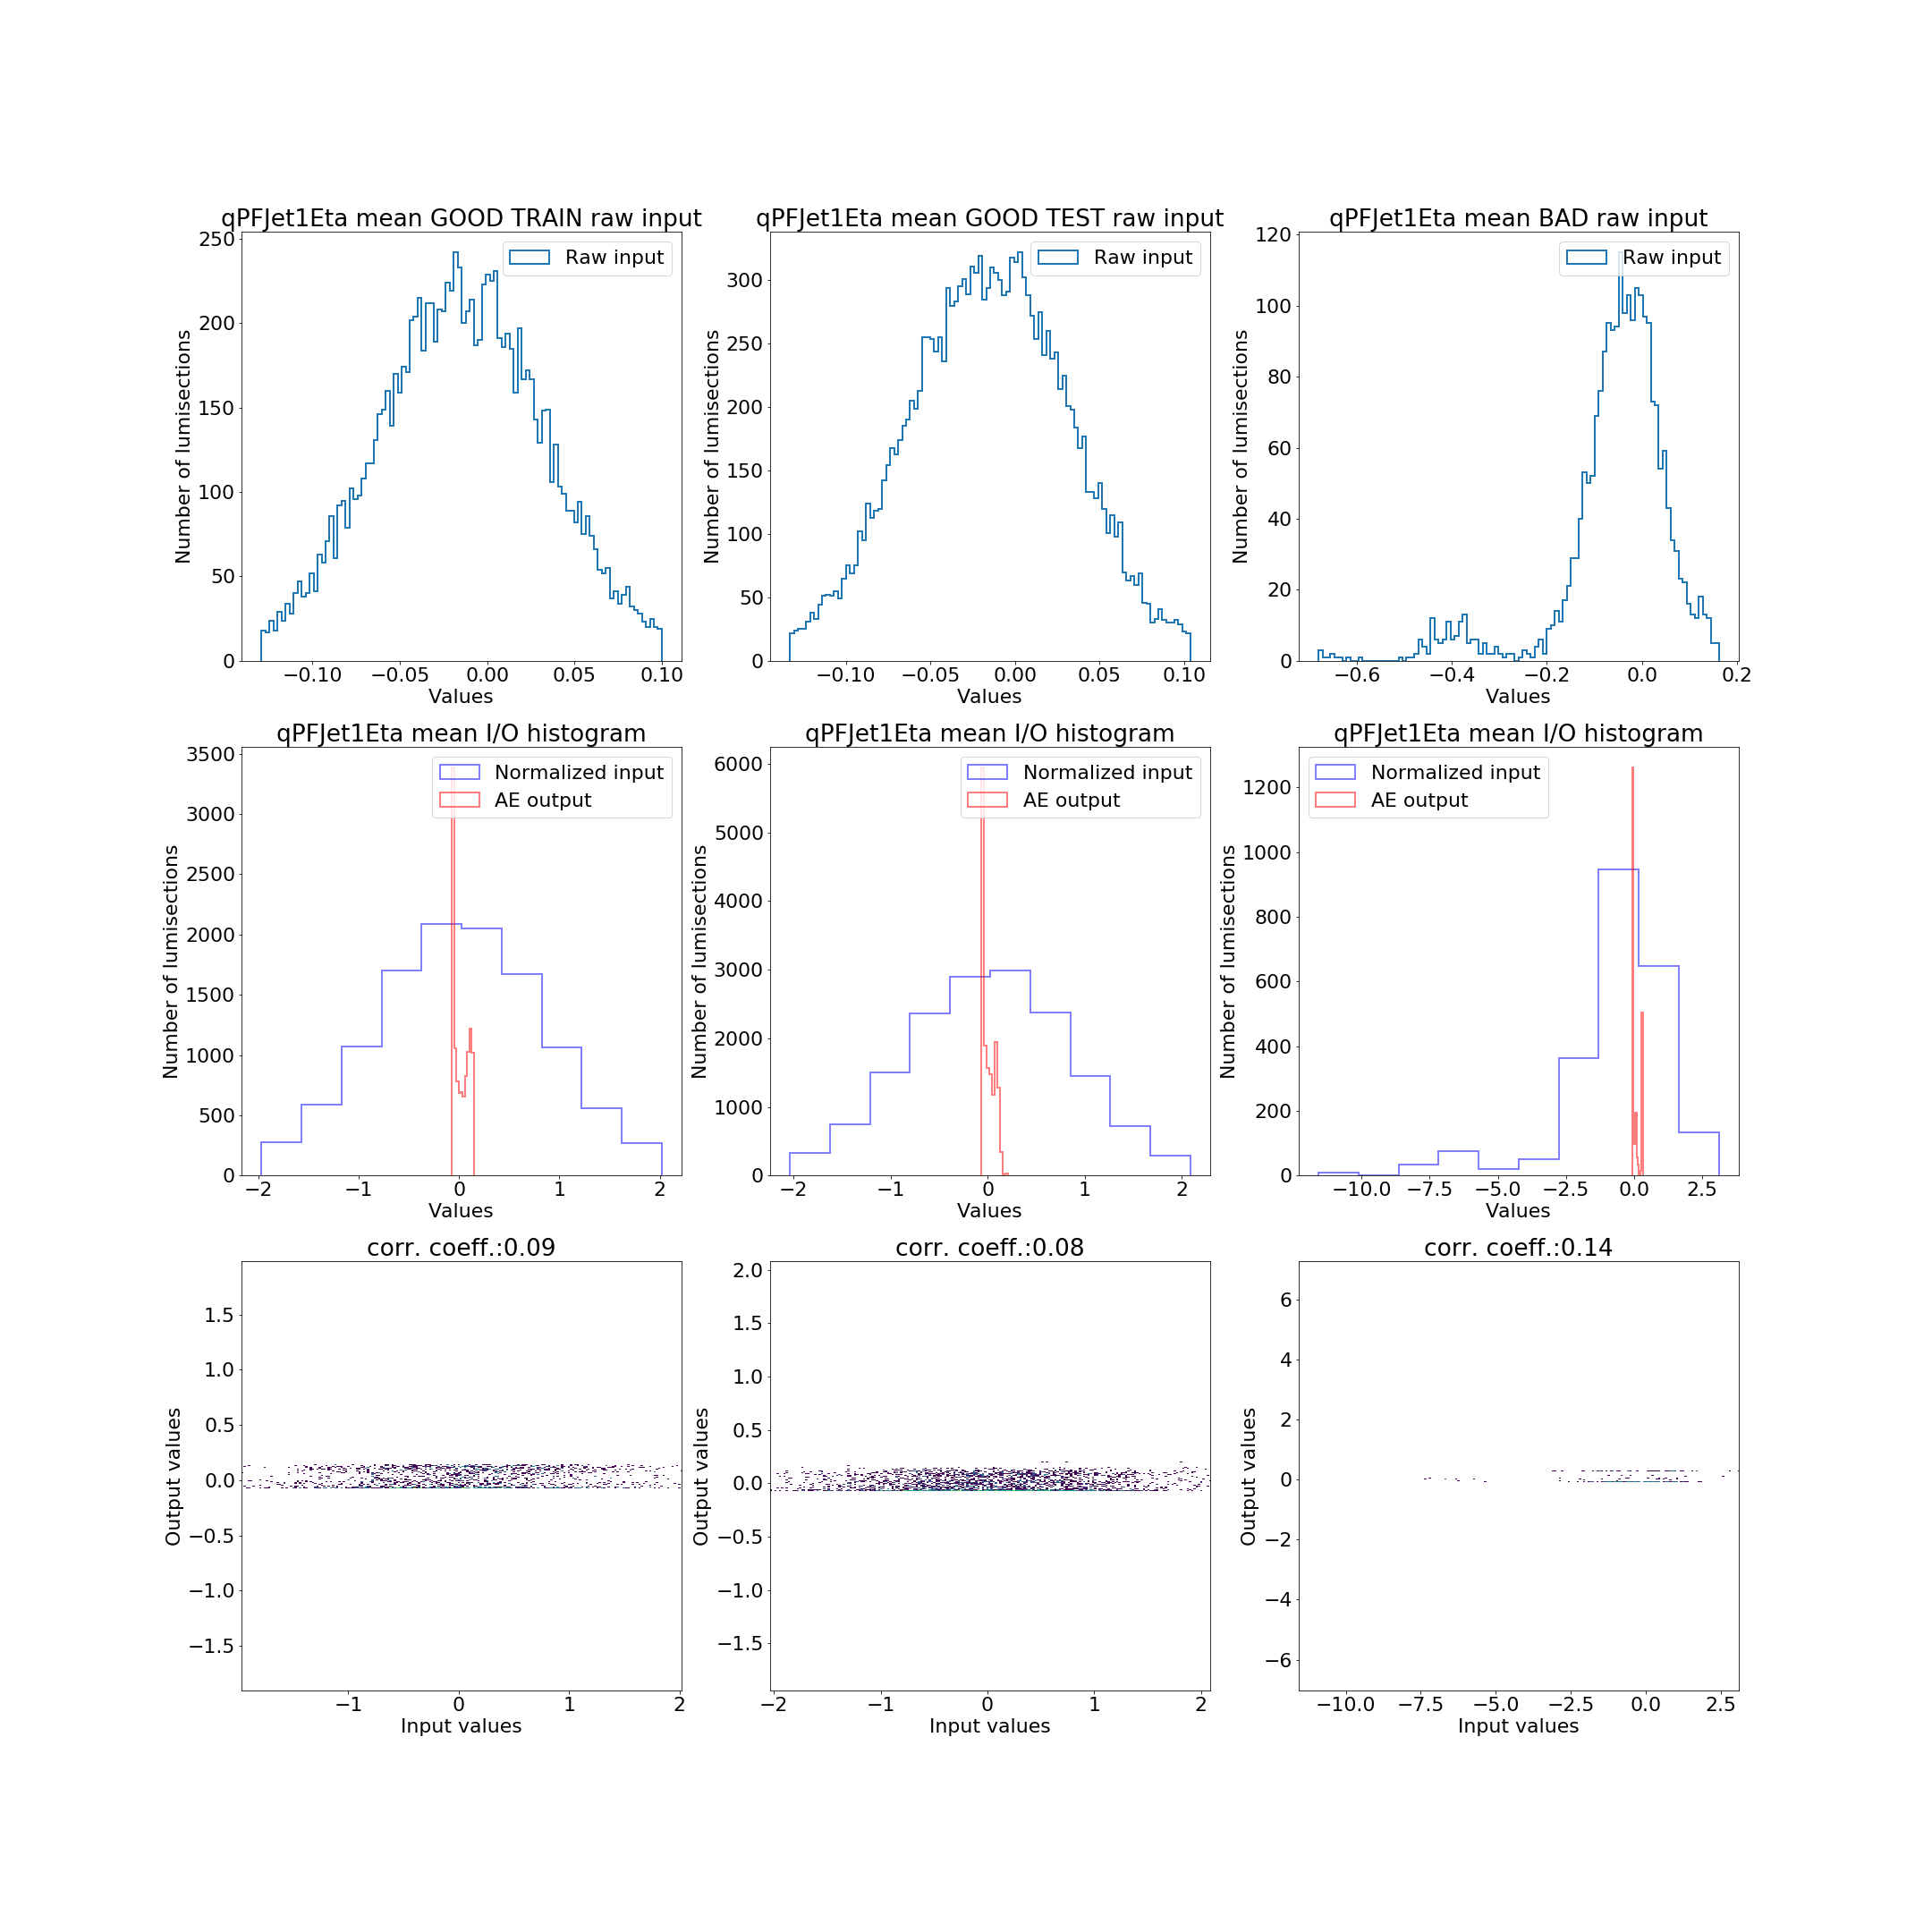 qPFJet1Eta mean GOOD TRAIN raw input
250
200
150
100
50
0
Number of lumisections
Raw input
−0.10 −0.05 0.00 0.05 0.10
Values
qPFJet1Eta mean GOOD TEST raw input
300
250
200
150
100
50
0
Number of lumisections
Raw input
−0.10 −0.05 0.00 0.05 0.10
Values
qPFJet1Eta mean BAD raw input
120
100
80
60
40
20
0
Number of lumisections
Raw input
−0.6 −0.4 −0.2 0.0 0.2
Values
qPFJet1Eta mean I/O histogram
3500
3000
2500
2000
1500
1000
500
0
Number of lumisections
Normalized input
AE output
−2 −1 0 1 2
Values
qPFJet1Eta mean I/O histogram
6000
5000
4000
3000
2000
1000
0
Number of lumisections
Normalized input
AE output
−2 −1 0 1 2
Values
qPFJet1Eta mean I/O histogram
1200
1000
800
600
400
200
0
Number of lumisections
Normalized input
AE output
−10.0 −7.5 −5.0 −2.5 0.0 2.5
Values
corr. coeff.:0.09
1.5
1.0
0.5
0.0
−0.5
−1.0
−1.5
Output values
−1 0 1 2
Input values
corr. coeff.:0.08
2.0
1.5
1.0
0.5
0.0
−0.5
−1.0
−1.5
Output values
−2 −1 0 1 2
Input values
corr. coeff.:0.14
6
4
2
0
−2
−4
−6
Output values
−10.0 −7.5 −5.0 −2.5 0.0 2.5
Input values